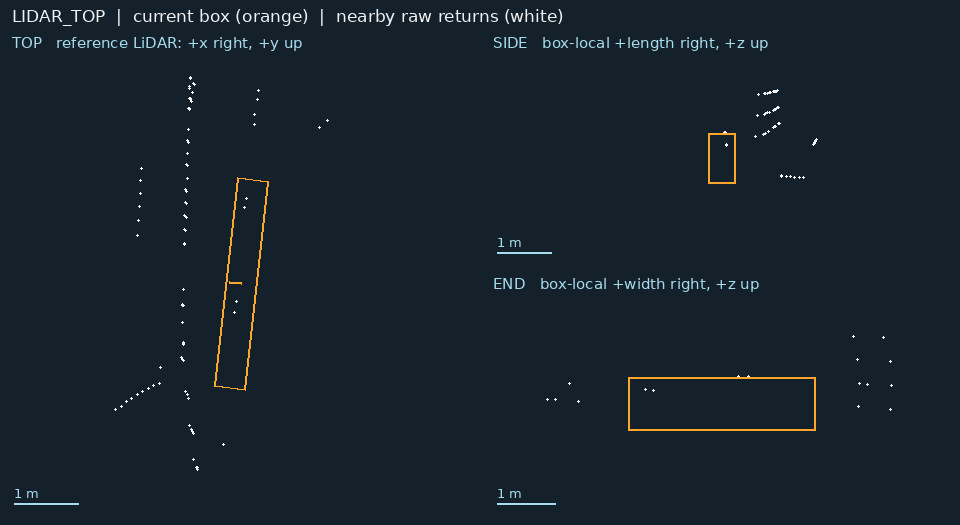 LIDAR_TOP | current box (orange) | nearby raw returns (white)
TOP reference LiDAR: +x right, +y up
SIDE box-local +length right, +z up
1 m
END box-local +width right, +z up
1 m
1 m